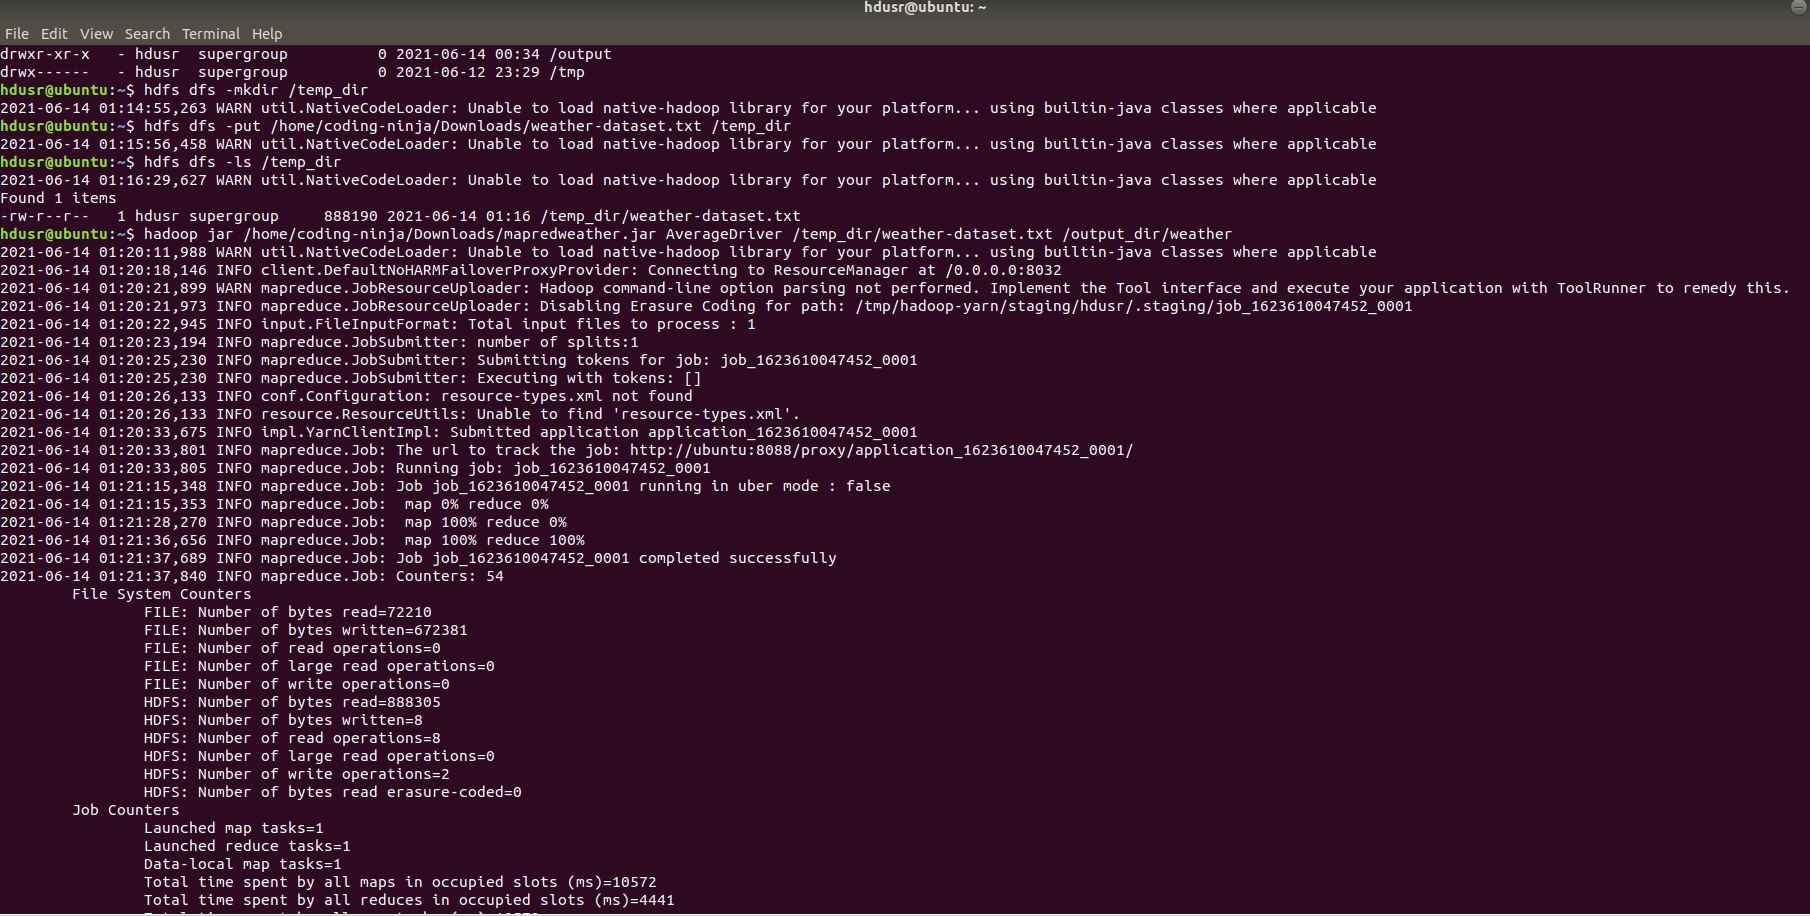 hdusr@ubuntu: ~
File Edit View Search Terminal Help
drwxr-xr-x   - hdusr  supergroup          0 2021-06-14 00:34 /output
drwx------   - hdusr  supergroup          0 2021-06-12 23:29 /tmp
hdusr@ubuntu:~$ hdfs dfs -mkdir /temp_dir
2021-06-14 01:14:55,263 WARN util.NativeCodeLoader: Unable to load native-hadoop library for your platform... using builtin-java classes where applicable
hdusr@ubuntu:~$ hdfs dfs -put /home/coding-ninja/Downloads/weather-dataset.txt /temp_dir
2021-06-14 01:15:56,458 WARN util.NativeCodeLoader: Unable to load native-hadoop library for your platform... using builtin-java classes where applicable
hdusr@ubuntu:~$ hdfs dfs -ls /temp_dir
2021-06-14 01:16:29,627 WARN util.NativeCodeLoader: Unable to load native-hadoop library for your platform... using builtin-java classes where applicable
Found 1 items
-rw-r--r--   1 hdusr supergroup     888190 2021-06-14 01:16 /temp_dir/weather-dataset.txt
hdusr@ubuntu:~$ hadoop jar /home/coding-ninja/Downloads/mapredweather.jar AverageDriver /temp_dir/weather-dataset.txt /output_dir/weather
2021-06-14 01:20:11,988 WARN util.NativeCodeLoader: Unable to load native-hadoop library for your platform... using builtin-java classes where applicable
2021-06-14 01:20:18,146 INFO client.DefaultNoHARMFailoverProxyProvider: Connecting to ResourceManager at /0.0.0.0:8032
2021-06-14 01:20:21,899 WARN mapreduce.JobResourceUploader: Hadoop command-line option parsing not performed. Implement the Tool interface and execute your application with ToolRunner to remedy this.
2021-06-14 01:20:21,973 INFO mapreduce.JobResourceUploader: Disabling Erasure Coding for path: /tmp/hadoop-yarn/staging/hdusr/.staging/job_1623610047452_0001
2021-06-14 01:20:22,945 INFO input.FileInputFormat: Total input files to process : 1
2021-06-14 01:20:23,194 INFO mapreduce.JobSubmitter: number of splits:1
2021-06-14 01:20:25,230 INFO mapreduce.JobSubmitter: Submitting tokens for job: job_1623610047452_0001
2021-06-14 01:20:25,230 INFO mapreduce.JobSubmitter: Executing with tokens: []
2021-06-14 01:20:26,133 INFO conf.Configuration: resource-types.xml not found
2021-06-14 01:20:26,133 INFO resource.ResourceUtils: Unable to find 'resource-types.xml'.
2021-06-14 01:20:33,675 INFO impl.YarnClientImpl: Submitted application application_1623610047452_0001
2021-06-14 01:20:33,801 INFO mapreduce.Job: The url to track the job: http://ubuntu:8088/proxy/application_1623610047452_0001/
2021-06-14 01:20:33,805 INFO mapreduce.Job: Running job: job_1623610047452_0001
2021-06-14 01:21:15,348 INFO mapreduce.Job: Job job_1623610047452_0001 running in uber mode : false
2021-06-14 01:21:15,353 INFO mapreduce.Job:  map 0% reduce 0%
2021-06-14 01:21:28,270 INFO mapreduce.Job:  map 100% reduce 0%
2021-06-14 01:21:36,656 INFO mapreduce.Job:  map 100% reduce 100%
2021-06-14 01:21:37,689 INFO mapreduce.Job: Job job_1623610047452_0001 completed successfully
2021-06-14 01:21:37,840 INFO mapreduce.Job: Counters: 54
File System Counters
FILE: Number of bytes read=72210
FILE: Number of bytes written=672381
FILE: Number of read operations=0
FILE: Number of large read operations=0
FILE: Number of write operations=0
HDFS: Number of bytes read=888305
HDFS: Number of bytes written=8
HDFS: Number of read operations=8
HDFS: Number of large read operations=0
HDFS: Number of write operations=2
HDFS: Number of bytes read erasure-coded=0
Job Counters
Launched map tasks=1
Launched reduce tasks=1
Data-local map tasks=1
Total time spent by all maps in occupied slots (ms)=10572
Total time spent by all reduces in occupied slots (ms)=4441